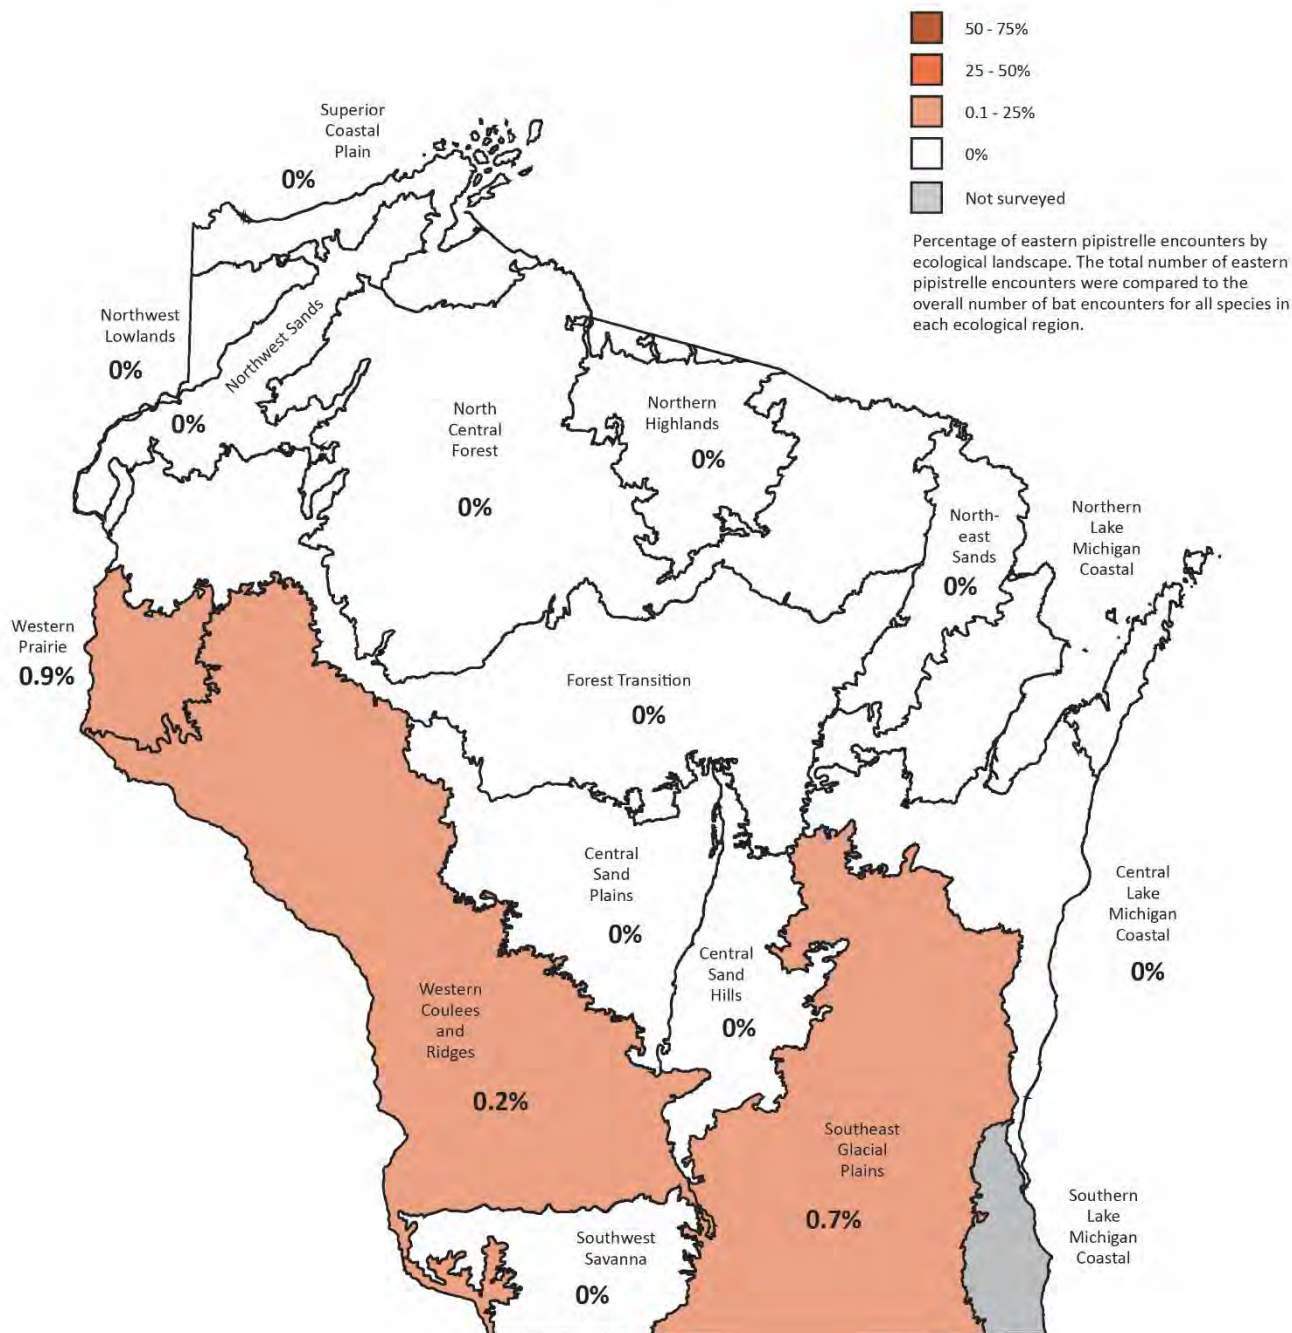 50 - 75%
25 - 50%
0.1 - 25%
0%
Not surveyed
Percentage of eastern pipistrelle encounters by
ecological landscape. The total number of eastern
pipistrelle encounters were compared to the
overall number of bat encounters for all species in
each ecological region.
Superior
Coastal
Plain
0%
Northwest
Lowlands
0%
Northwest Sands
0%
North
Central
Forest
0%
Northern
Highlands
0%
North-
east
Sands
0%
Northern
Lake
Michigan
Coastal
Western
Prairie
0.9%
Forest Transition
0%
Central
Sand
Plains
0%
Central
Sand
Hills
0%
Central
Lake
Michigan
Coastal
0%
Western
Coulees
and
Ridges
0.2%
Southeast
Glacial
Plains
0.7%
Southern
Lake
Michigan
Coastal
Southwest
Savanna
0%